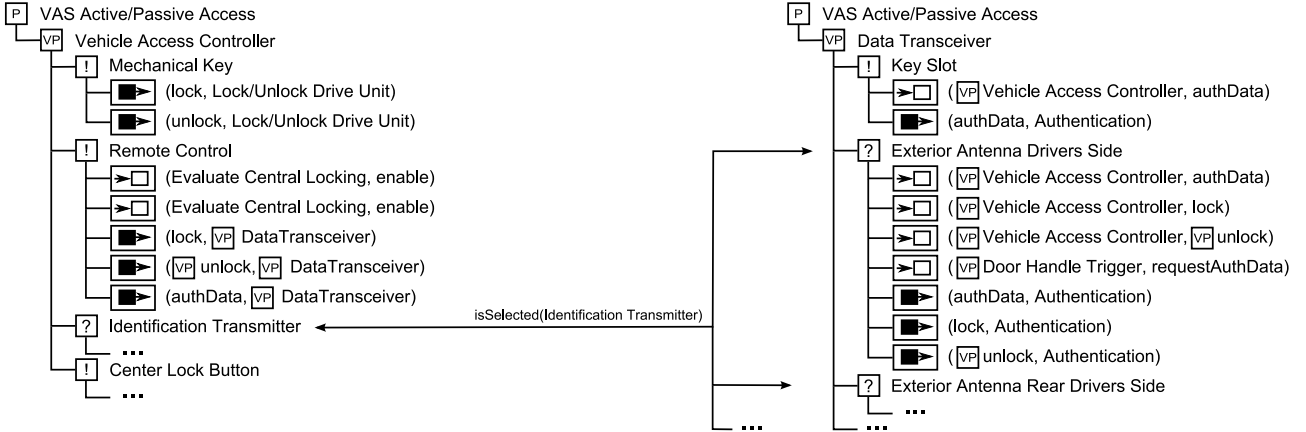 P VAS Active/Passive Access
VP Vehicle Access Controller
! Mechanical Key
(lock, Lock/Unlock Drive Unit)
(unlock, Lock/Unlock Drive Unit)
! Remote Control
(Evaluate Central Locking, enable)
(Evaluate Central Locking, enable)
(lock, VP DataTransceiver)
(VP unlock, VP DataTransceiver)
(authData, VP DataTransceiver)
? Identification Transmitter
...
! Center Lock Button
...
isSelected(Identification Transmitter)
...
P VAS Active/Passive Access
VP Data Transceiver
! Key Slot
(VP Vehicle Access Controller, authData)
(authData, Authentication)
? Exterior Antenna Drivers Side
(VP Vehicle Access Controller, authData)
(VP Vehicle Access Controller, lock)
(VP Vehicle Access Controller, VP unlock)
(VP Door Handle Trigger, requestAuthData)
(authData, Authentication)
(lock, Authentication)
(VP unlock, Authentication)
? Exterior Antenna Rear Drivers Side
...
...